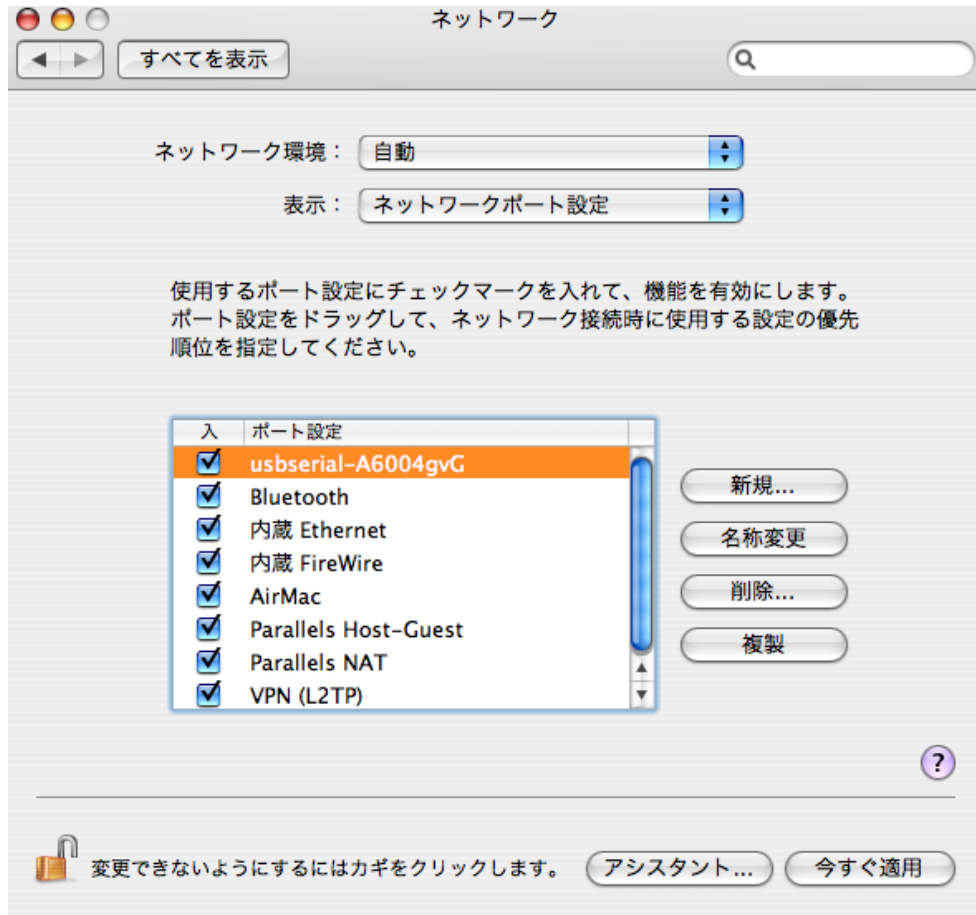 ネットワーク
すべてを表示
ネットワーク環境： 自動
表示： ネットワークポート設定
使用するポート設定にチェックマークを入れて、機能を有効にします。
ポート設定をドラッグして、ネットワーク接続時に使用する設定の優先
順位を指定してください。
入 ポート設定
usbserial-A6004gvG
Bluetooth
内蔵 Ethernet
内蔵 FireWire
AirMac
Parallels Host-Guest
Parallels NAT
VPN (L2TP)
新規...
名称変更
削除...
複製
?
変更できないようにするにはカギをクリックします。
アシスタント...
今すぐ適用